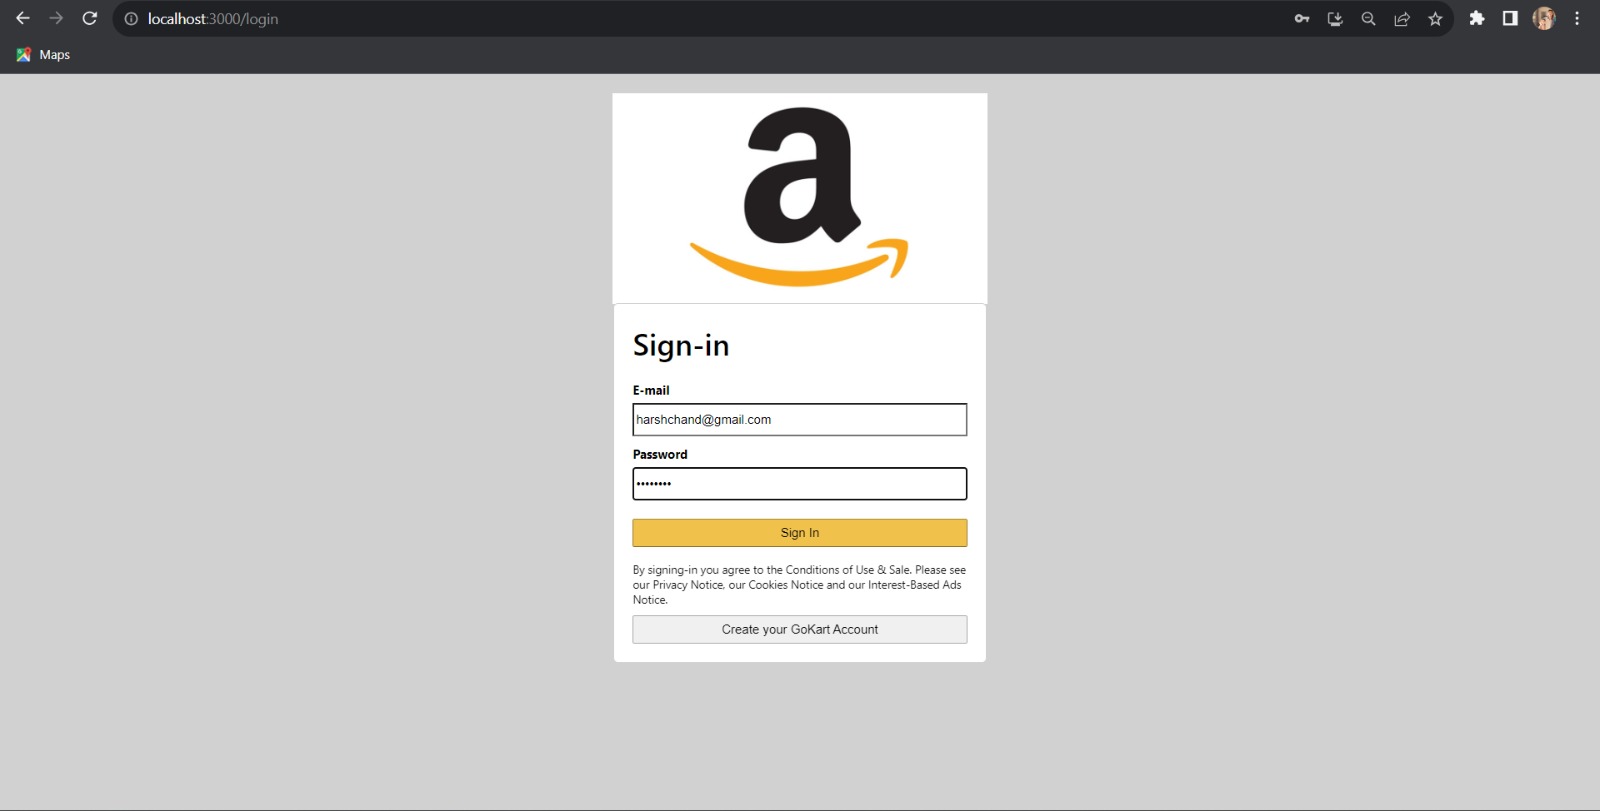 localhost:3000/login
Maps
a
Sign-in
E-mail
harshchand@gmail.com
Password
••••••••
Sign In
By signing-in you agree to the Conditions of Use & Sale. Please see
our Privacy Notice, our Cookies Notice and our Interest-Based Ads
Notice.
Create your GoKart Account